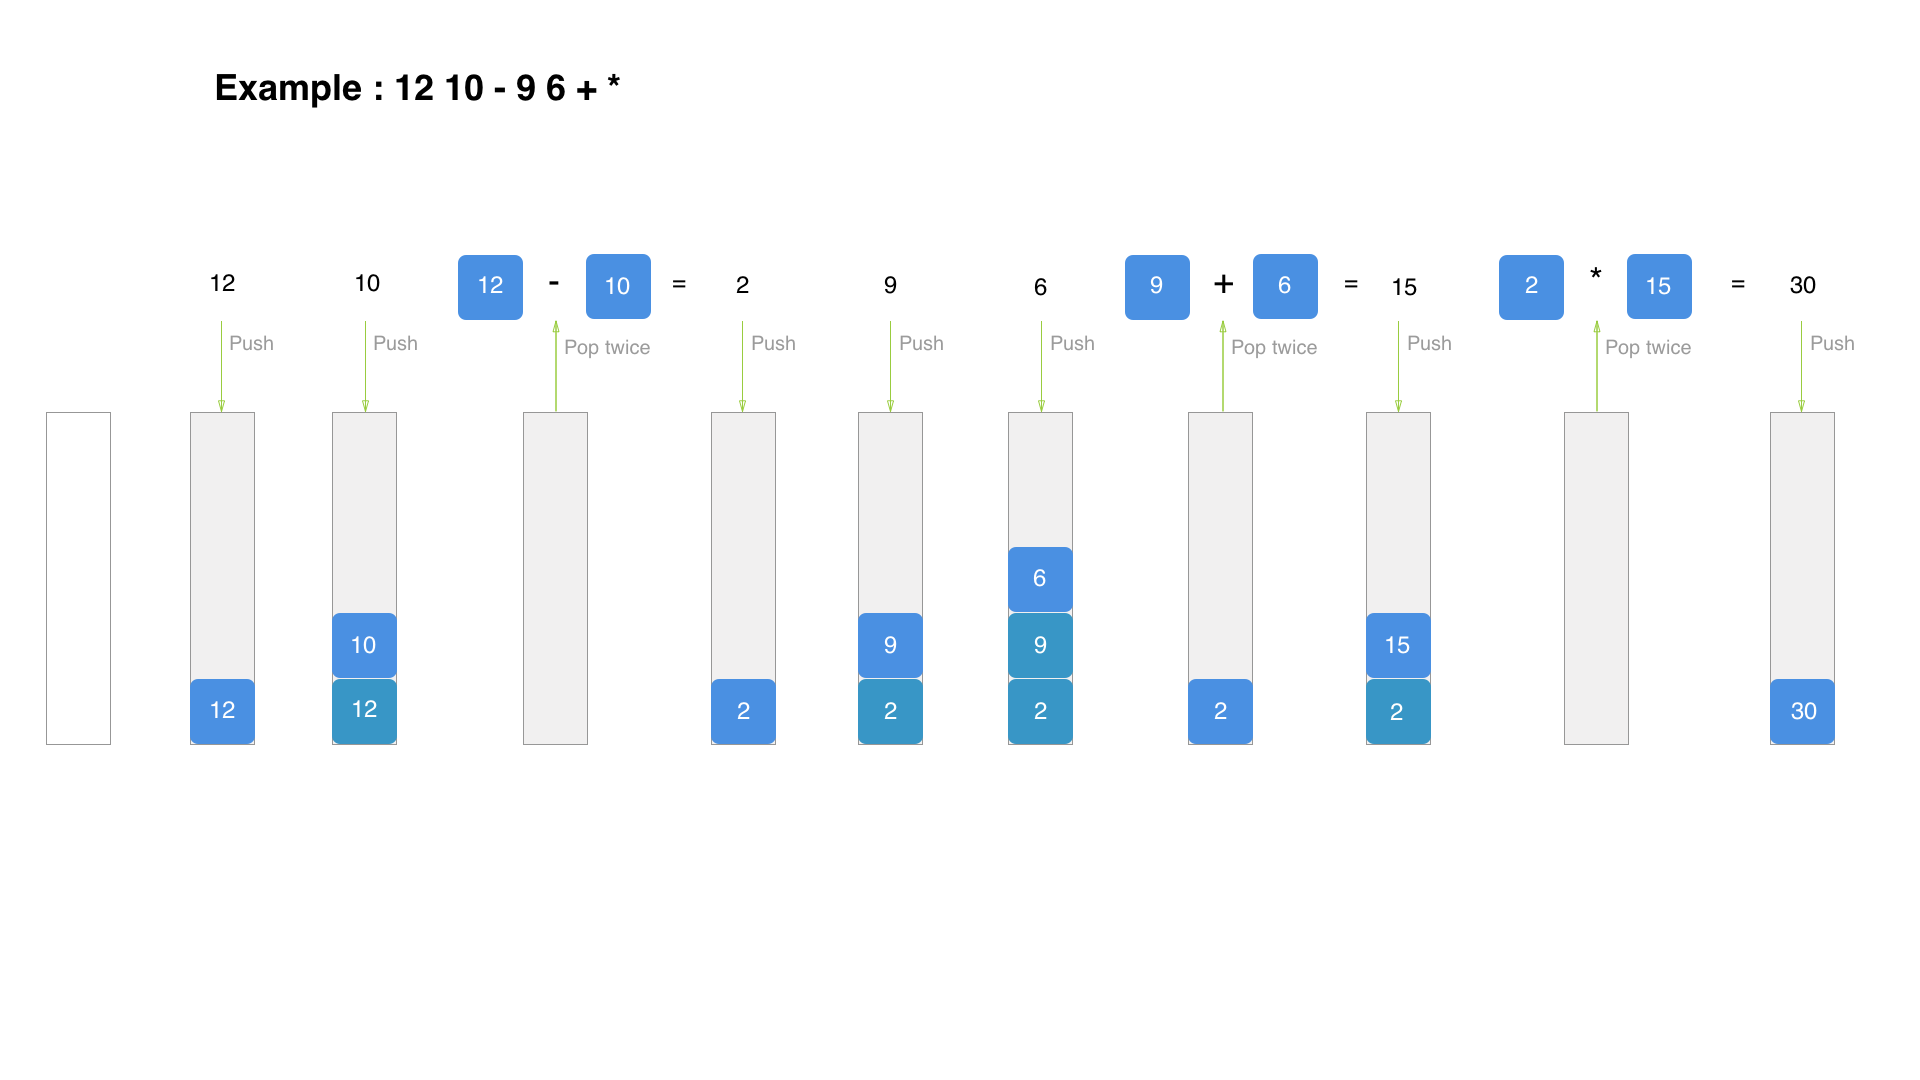 Example : 12 10 - 9 6 + *
12 10 12 - 10 = 2 9 6 9 + 6 = 15 2 * 15 = 30
Push Push Pop twice Push Push Push Pop twice Push Pop twice Push
6
10 9 9 15
12 12 2 2 2 2 2 30